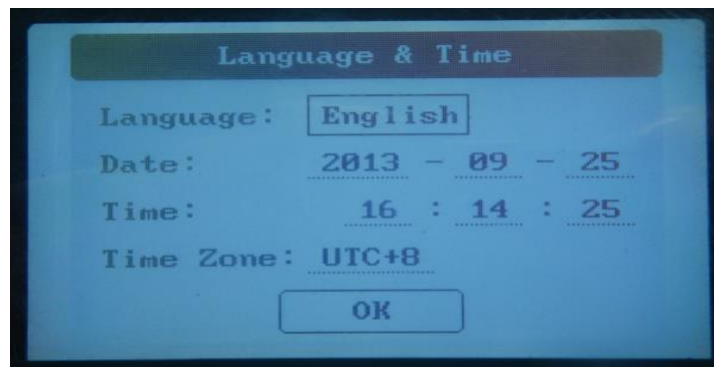 Language & Time
Language: English
Date: 2013 - 09 - 25
Time: 16 : 14 : 25
Time Zone: UTC+8
OK